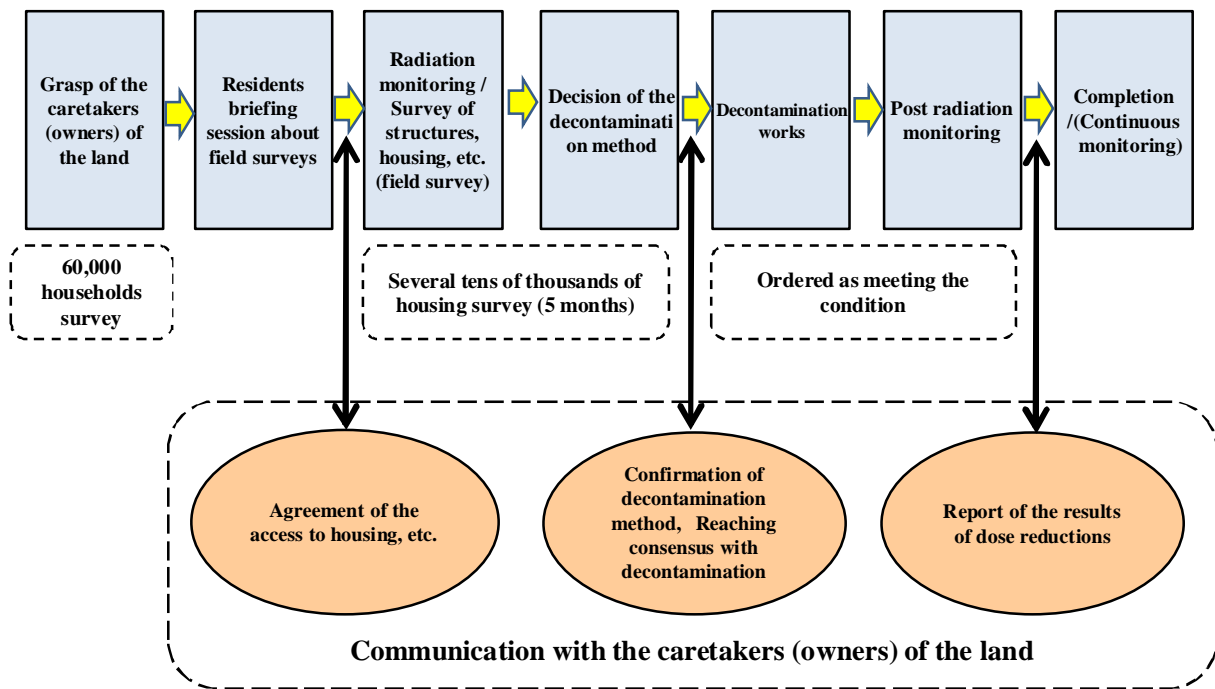 Grasp of the
caretakers
(owners) of
the land
Residents
briefing
session about
field surveys
Radiation
monitoring /
Survey of
structures,
housing, etc.
(field survey)
Decision of the
decontaminati
on method
Decontamination
works
Post radiation
monitoring
Completion
/(Continuous
monitoring)
60,000
households
survey
Several tens of thousands of
housing survey (5 months)
Ordered as meeting the
condition
Agreement of the
access to housing, etc.
Confirmation of
decontamination
method, Reaching
consensus with
decontamination
Report of the results
of dose reductions
Communication with the caretakers (owners) of the land